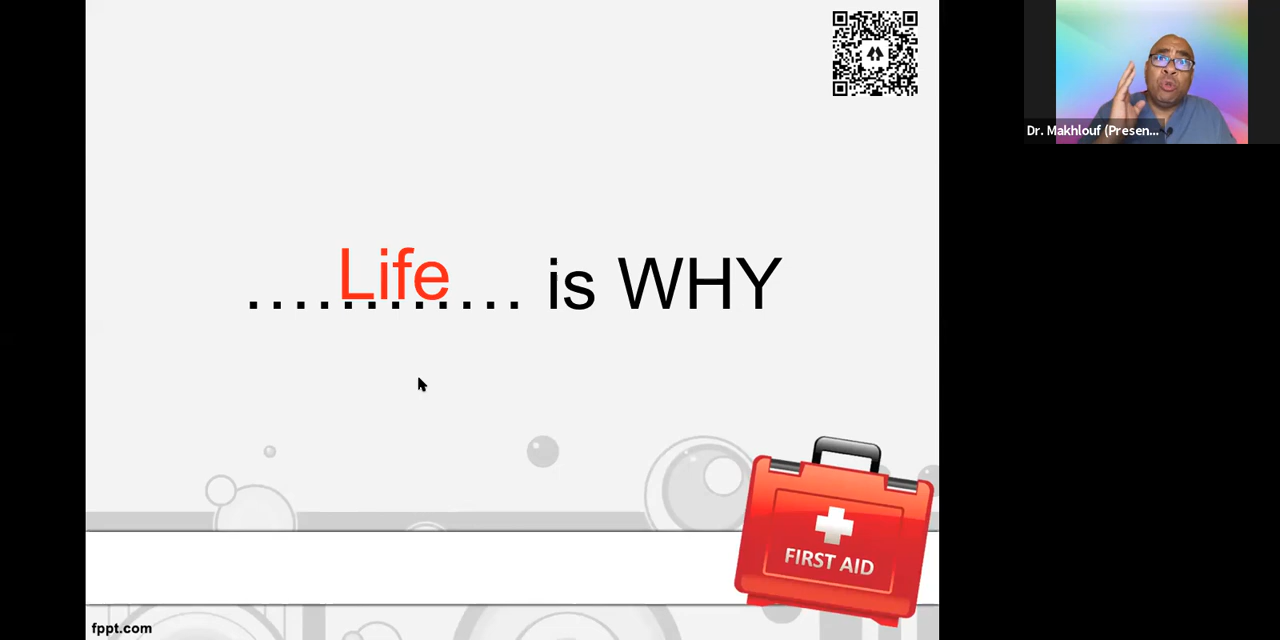 Dr. Makhlouf (Presen...
Life
............ is WHY
FIRST AID
fppt.com